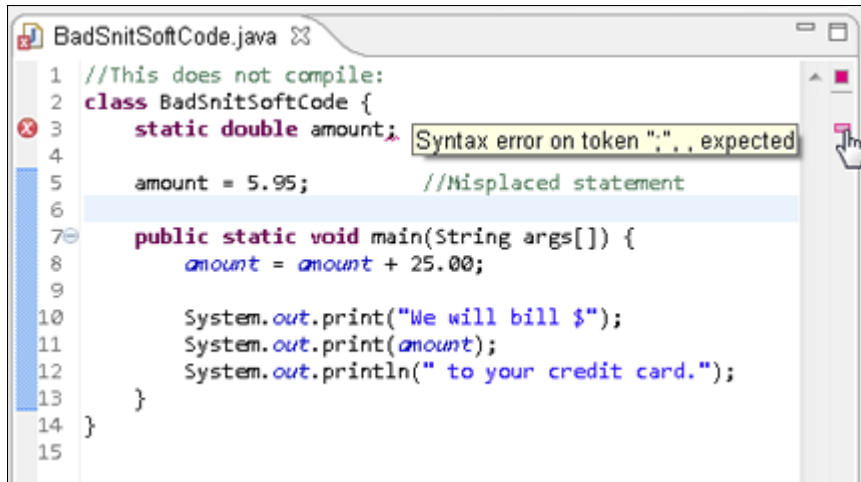 BadSnitSoftCode.java
1 //This does not compile:
2 class BadSnitSoftCode {
3 static double amount; Syntax error on token ";", , expected
4
5 amount = 5.95; //Misplaced statement
6
7 public static void main(String args[]) {
8 amount = amount + 25.00;
9
10 System.out.print("We will bill $");
11 System.out.print(amount);
12 System.out.println(" to your credit card.");
13 }
14 }
15